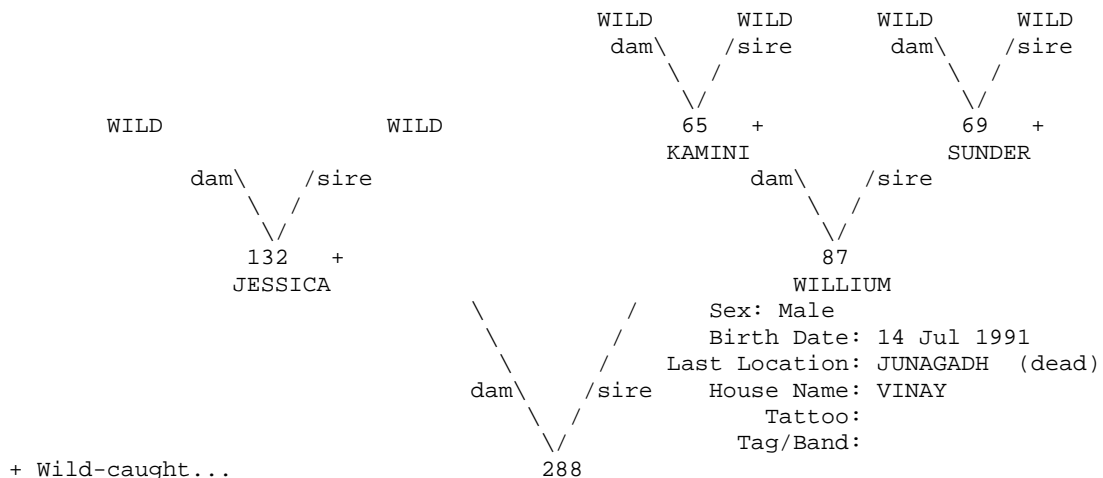 WILD WILD WILD WILD
dam\ /sire dam\ /sire
\ / \ /
\/ \/
WILD WILD 65 + 69 +
KAMINI SUNDER
dam\ /sire dam\ /sire
\ / \ /
\/ \/
132 + 87
JESSICA WILLIUM
\ / Sex: Male
\ / Birth Date: 14 Jul 1991
\ / Last Location: JUNAGADH (dead)
dam\ /sire House Name: VINAY
\ / Tattoo:
\/ Tag/Band:
+ Wild-caught... 288